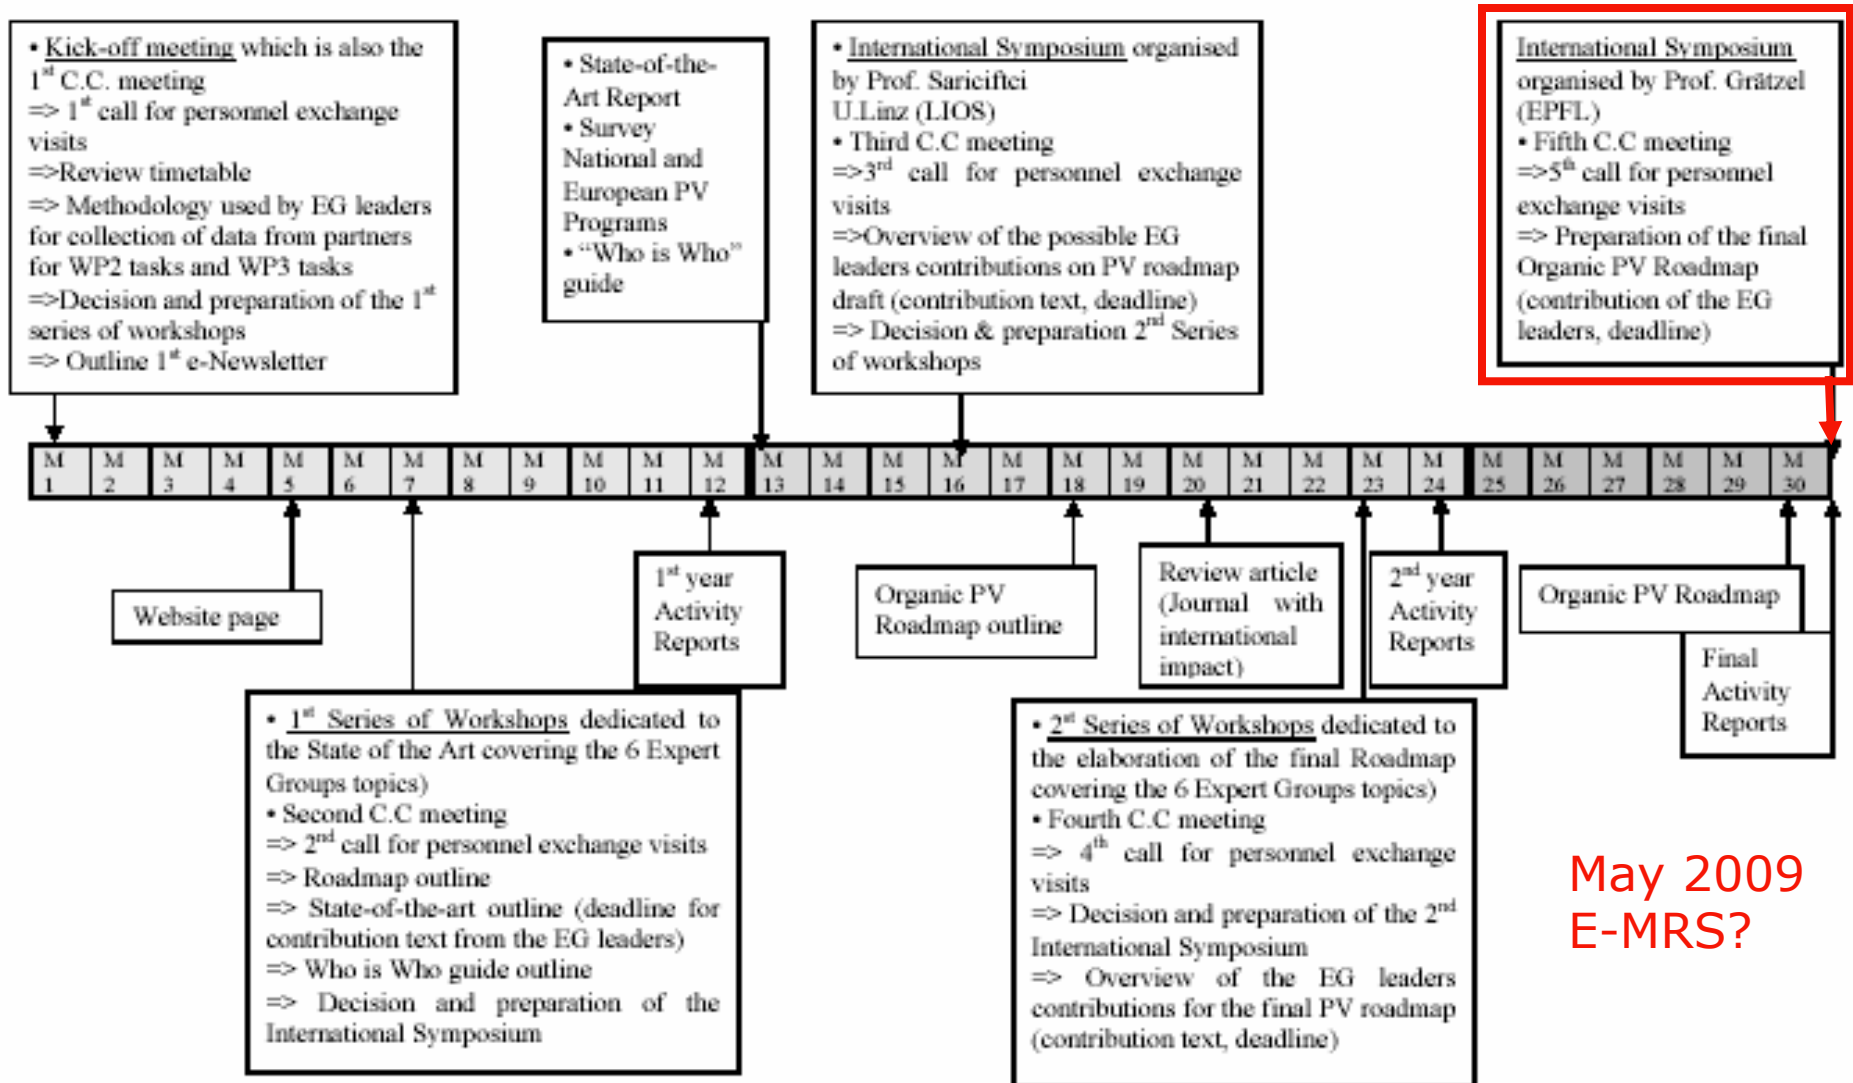 • Kick-off meeting which is also the
1st C.C. meeting
=> 1st call for personnel exchange
visits
=>Review timetable
=> Methodology used by EG leaders
for collection of data from partners
for WP2 tasks and WP3 tasks
=>Decision and preparation of the 1st
series of workshops
=> Outline 1st e-Newsletter
• State-of-the-
Art Report
• Survey
National and
European PV
Programs
• “Who is Who”
guide
• International Symposium organised
by Prof. Sariciftci
U.Linz (LIOS)
• Third C.C meeting
=>3rd call for personnel exchange
visits
=>Overview of the possible EG
leaders contributions on PV roadmap
draft (contribution text, deadline)
=> Decision & preparation 2nd Series
of workshops
International Symposium
organised by Prof. Grätzel
(EPFL)
• Fifth C.C meeting
=>5th call for personnel
exchange visits
=> Preparation of the final
Organic PV Roadmap
(contribution of the EG
leaders, deadline)
M M M M M M M M M M M M M M M M M M M M M M M M M M M M M M
1 2 3 4 5 6 7 8 9 10 11 12 13 14 15 16 17 18 19 20 21 22 23 24 25 26 27 28 29 30
Website page
1st year
Activity
Reports
Organic PV
Roadmap outline
Review article
(Journal with
international
impact)
2nd year
Activity
Reports
Organic PV Roadmap
Final
Activity
Reports
• 1st Series of Workshops dedicated to
the State of the Art covering the 6 Expert
Groups topics)
• Second C.C meeting
=> 2nd call for personnel exchange visits
=> Roadmap outline
=> State-of-the-art outline (deadline for
contribution text from the EG leaders)
=> Who is Who guide outline
=> Decision and preparation of the
International Symposium
• 2st Series of Workshops dedicated to
the elaboration of the final Roadmap
covering the 6 Expert Groups topics)
• Fourth C.C meeting
=> 4th call for personnel exchange
visits
=> Decision and preparation of the 2nd
International Symposium
=> Overview of the EG leaders
contributions for the final PV roadmap
(contribution text, deadline)
May 2009
E-MRS?